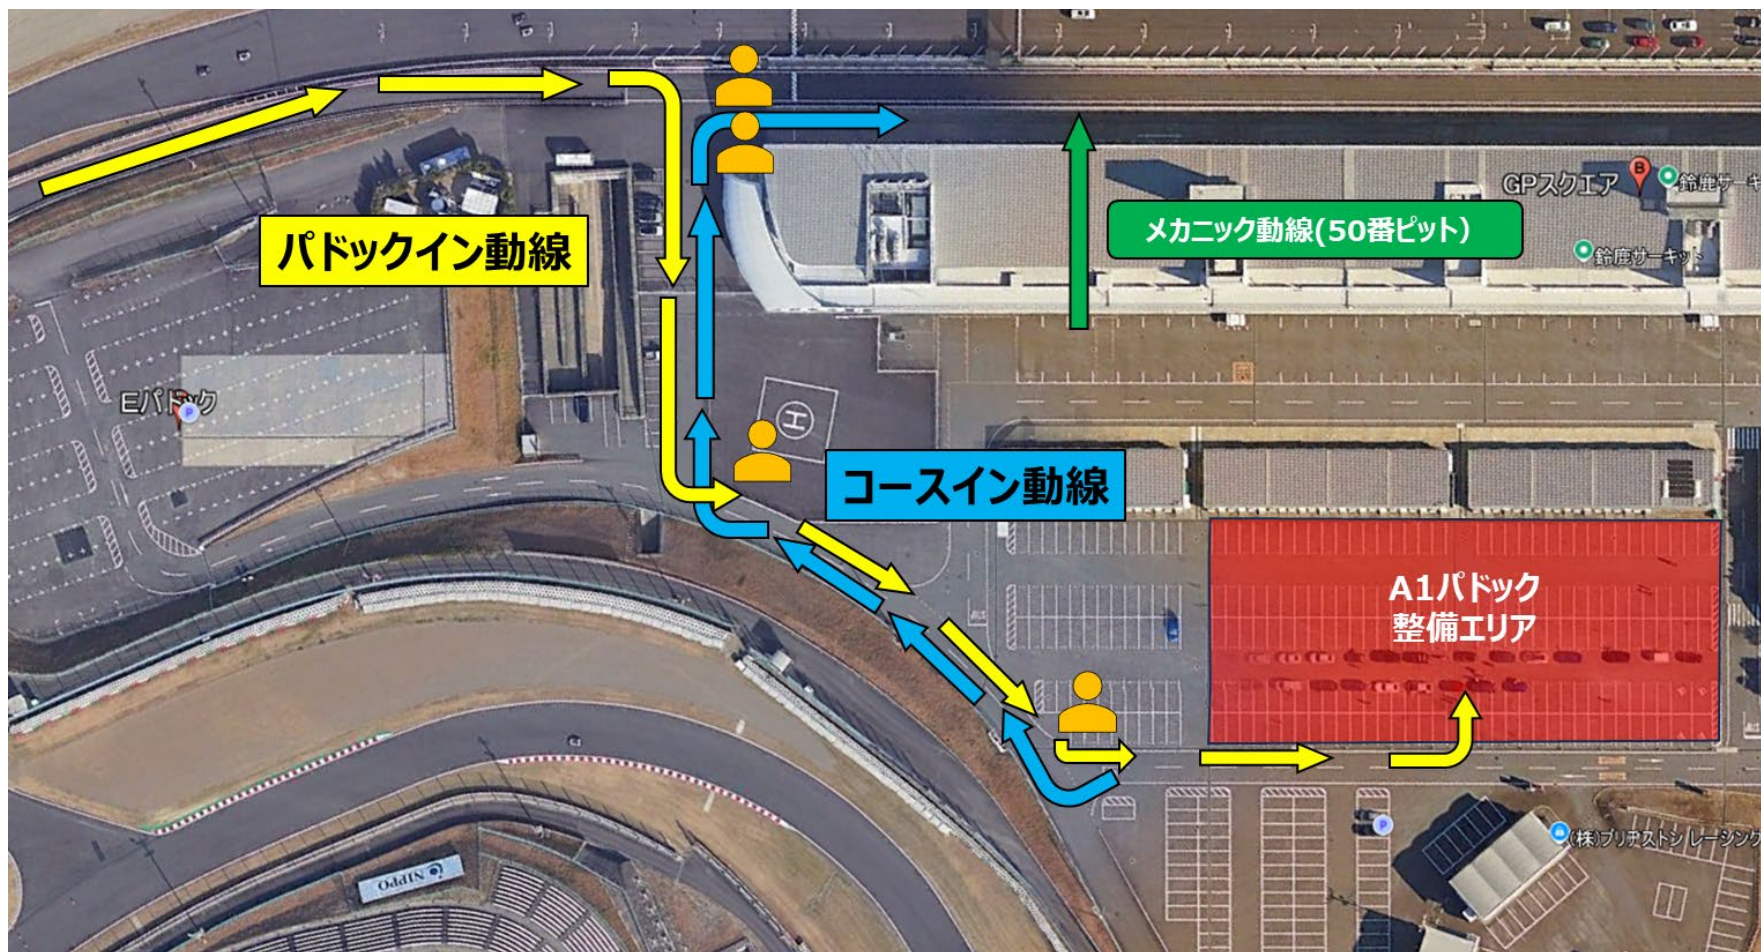 GPスクエア
B
鈴鹿サーキ
パドックイン動線
メカニック動線(50番ピット)
鈴鹿サーキット
Eパドック
P
H
コースイン動線
A1パドック
整備エリア
P
(株)ブリヂストン レーシング
NIPPO